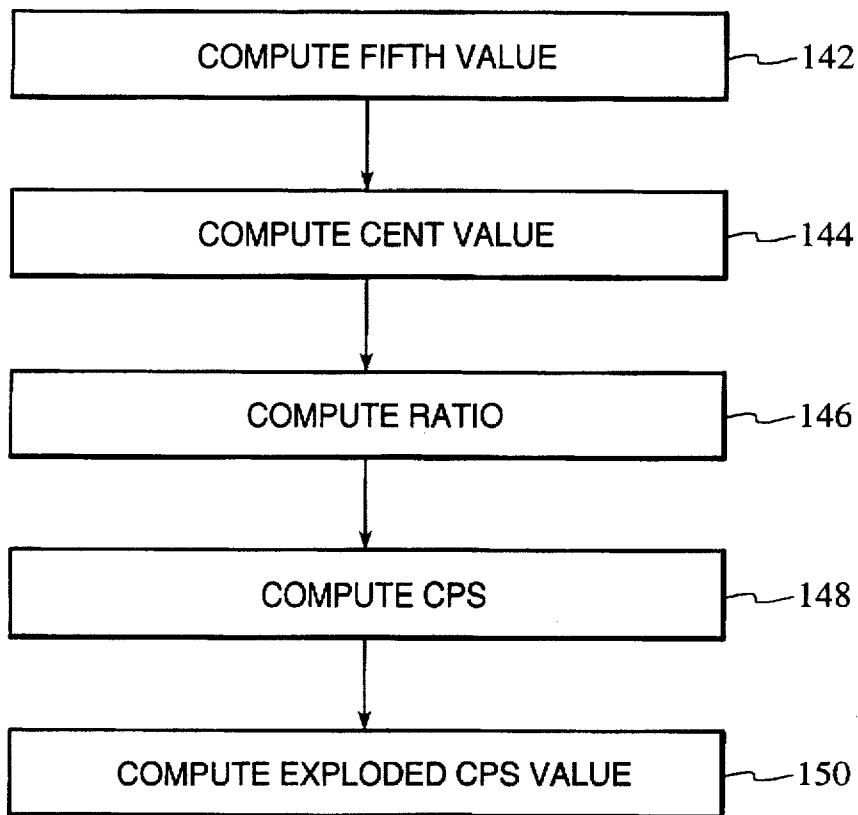 COMPUTE FIFTH VALUE 142
COMPUTE CENT VALUE 144
COMPUTE RATIO 146
COMPUTE CPS 148
COMPUTE EXPLODED CPS VALUE 150